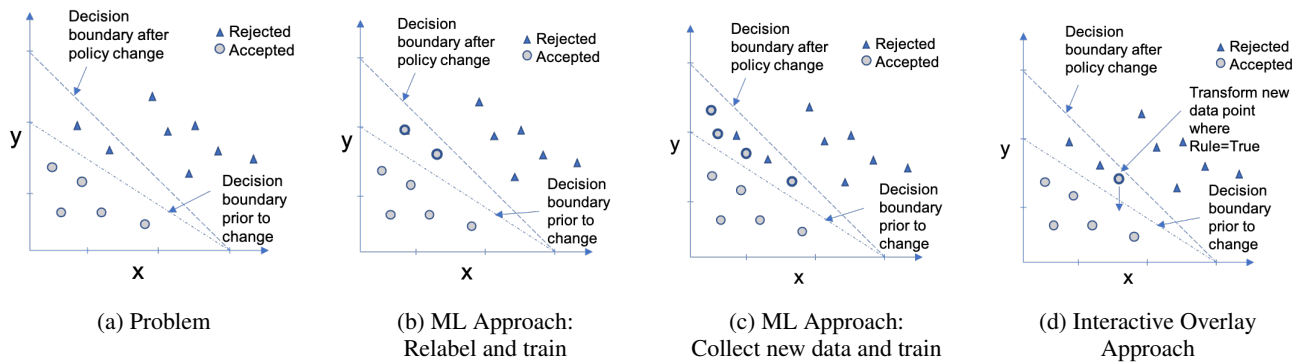 Decision
boundary after
policy change
Rejected
Accepted
y
Decision
boundary
prior to
change
x
(a) Problem
Decision
boundary after
policy change
Rejected
Accepted
y
Decision
boundary
prior to
change
x
(b) ML Approach:
Relabel and train
Decision
boundary after
policy change
Rejected
Accepted
y
Decision
boundary
prior to
change
x
(c) ML Approach:
Collect new data and train
Decision
boundary after
policy change
Rejected
Accepted
Transform new
data point
where
Rule=True
y
Decision
boundary
prior to
change
x
(d) Interactive Overlay
Approach